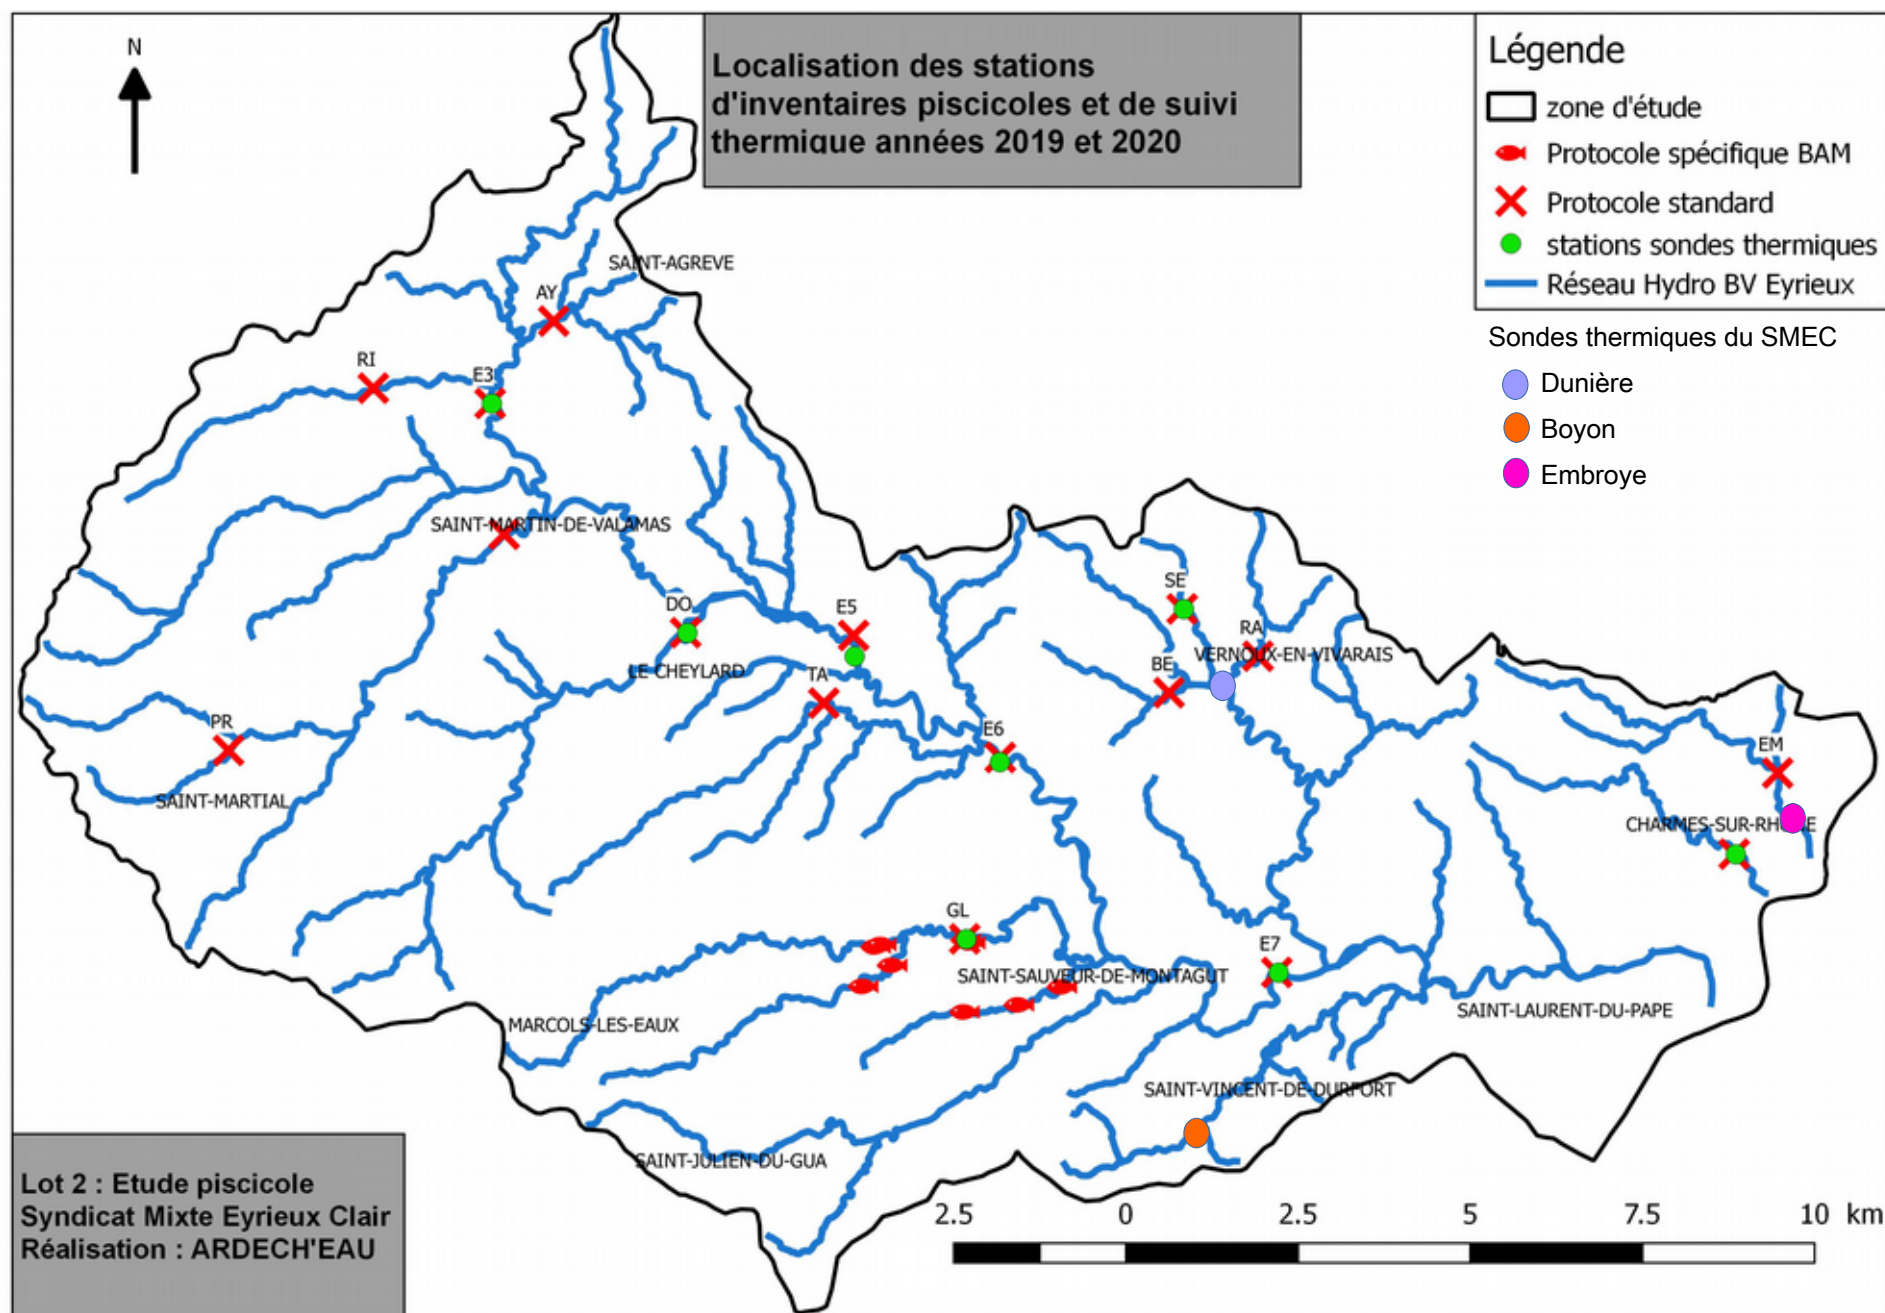 N
Localisation des stations
d'inventaires piscicoles et de suivi
thermique années 2019 et 2020
Légende
zone d'étude
Protocole spécifique BAM
Protocole standard
stations sondes thermiques
Réseau Hydro BV Eyrieux
Sondes thermiques du SMEC
Dunière
Boyon
Embroye
SAINT-AGREVE
AY
RI
E3
SAINT-MARTIN-DE-VALAMAS
DO
E5
SE
RA
VERNOUX-EN-VIVARAIS
BE
LE CHEYLARD
TA
PR
E6
EM
SAINT-MARTIAL
CHARMES-SUR-RHONE
GL
E7
SAINT-SAUVEUR-DE-MONTAGUT
MARCOLS-LES-EAUX
SAINT-LAURENT-DU-PAPE
SAINT-VINCENT-DE-DURFORT
SAINT-JULIEN-DU-GUA
Lot 2 : Etude piscicole
Syndicat Mixte Eyrieux Clair
Réalisation : ARDECH'EAU
2.5 0 2.5 5 7.5 10 km